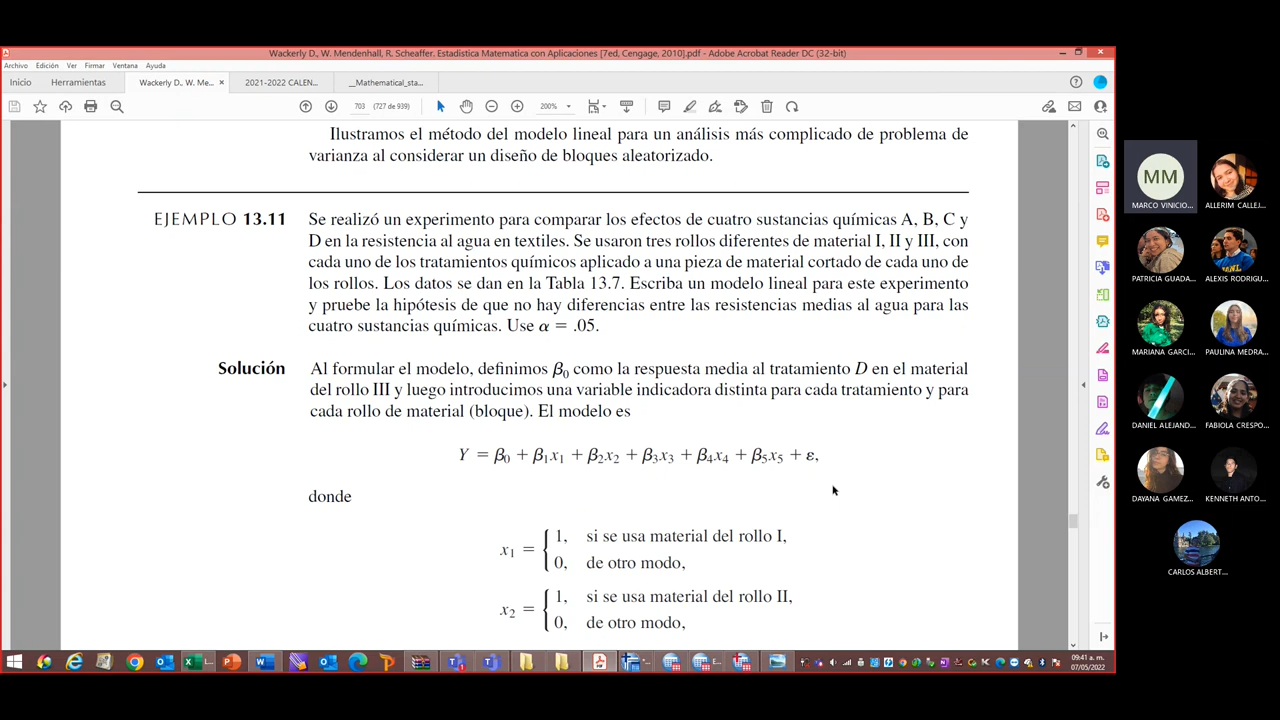 Wackerly D., W. Mendenhall, R. Scheaffer. Estadistica Matematica con Aplicaciones [7ed, Cengage, 2010].pdf - Adobe Acrobat Reader DC (32-bit)
Archivo Edición Ver Firmar Ventana Ayuda
Inicio Herramientas Wackerly D., W. Me... × 2021-2022 CALEN... __Mathematical_sta...
703 (727 de 939) 200%
Ilustramos el método del modelo lineal para un análisis más complicado de problema de
varianza al considerar un diseño de bloques aleatorizado.
EJEMPLO 13.11 Se realizó un experimento para comparar los efectos de cuatro sustancias químicas A, B, C y
D en la resistencia al agua en textiles. Se usaron tres rollos diferentes de material I, II y III, con
cada uno de los tratamientos químicos aplicado a una pieza de material cortado de cada uno de
los rollos. Los datos se dan en la Tabla 13.7. Escriba un modelo lineal para este experimento
y pruebe la hipótesis de que no hay diferencias entre las resistencias medias al agua para las
cuatro sustancias químicas. Use α = .05.
Solución Al formular el modelo, definimos β₀ como la respuesta media al tratamiento D en el material
del rollo III y luego introducimos una variable indicadora distinta para cada tratamiento y para
cada rollo de material (bloque). El modelo es
Y = β₀ + β₁x₁ + β₂x₂ + β₃x₃ + β₄x₄ + β₅x₅ + ε,
donde
x₁ = { 1, si se usa material del rollo I,
0, de otro modo,
x₂ = { 1, si se usa material del rollo II,
0, de otro modo,
MM
MARCO VINICIO... ALLERIM CALLEJ...
PATRICIA GUADA... ALEXIS RODRIGU...
MARIANA GARCI... PAULINA MEDRA...
DANIEL ALEJAND... FABIOLA CRESPO...
DAYANA GAMEZ... KENNETH ANTO...
CARLOS ALBERT...
09:41 a. m.
07/05/2022